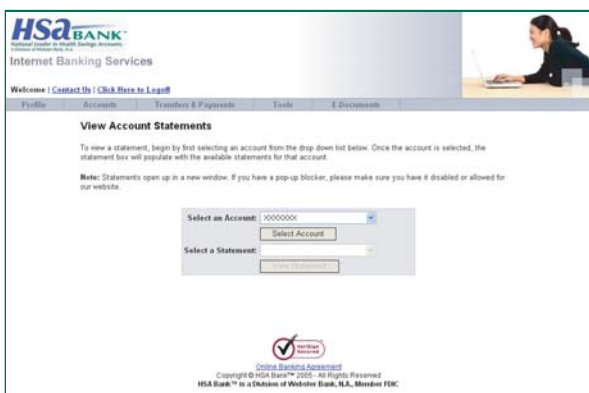 HSA BANK™
National Leader in Health Savings Accounts
A Division of Webster Bank, N.A.
Internet Banking Services
Welcome | Contact Us | Click Here to Logoff
Profile Accounts Transfers & Payments Tools E-Documents
View Account Statements
To view a statement, begin by first selecting an account from the drop down list below. Once the account is selected, the
statement box will populate with the available statements for that account.
Note: Statements open up in a new window. If you have a pop-up blocker, please make sure you have it disabled or allowed for
our website.
Select an Account: XXXXXXX
Select Account
Select a Statement:
View Statement
VeriSign
Secured
Online Banking Agreement
Copyright © HSA Bank™ 2005 - All Rights Reserved
HSA Bank™ is a Division of Webster Bank, N.A., Member FDIC